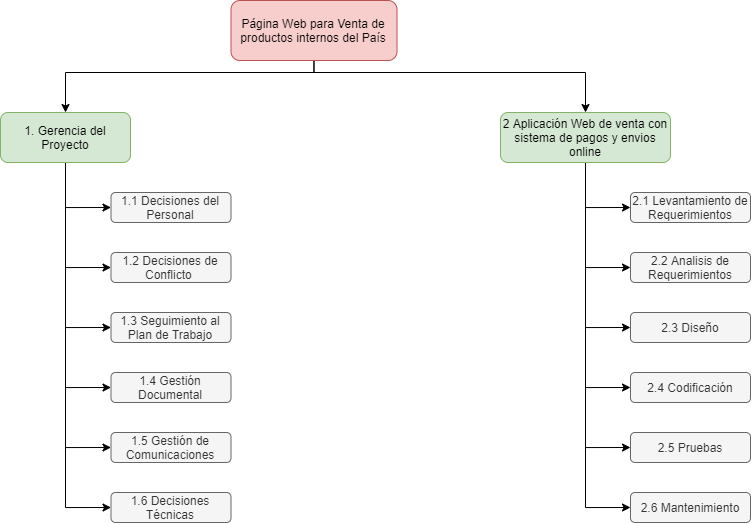 Página Web para Venta de
productos internos del País
1. Gerencia del
Proyecto
2 Aplicación Web de venta con
sistema de pagos y envios
online
1.1 Decisiones del
Personal
1.2 Decisiones de
Conflicto
1.3 Seguimiento al
Plan de Trabajo
1.4 Gestión
Documental
1.5 Gestión de
Comunicaciones
1.6 Decisiones
Técnicas
2.1 Levantamiento de
Requerimientos
2.2 Analisis de
Requerimientos
2.3 Diseño
2.4 Codificación
2.5 Pruebas
2.6 Mantenimiento